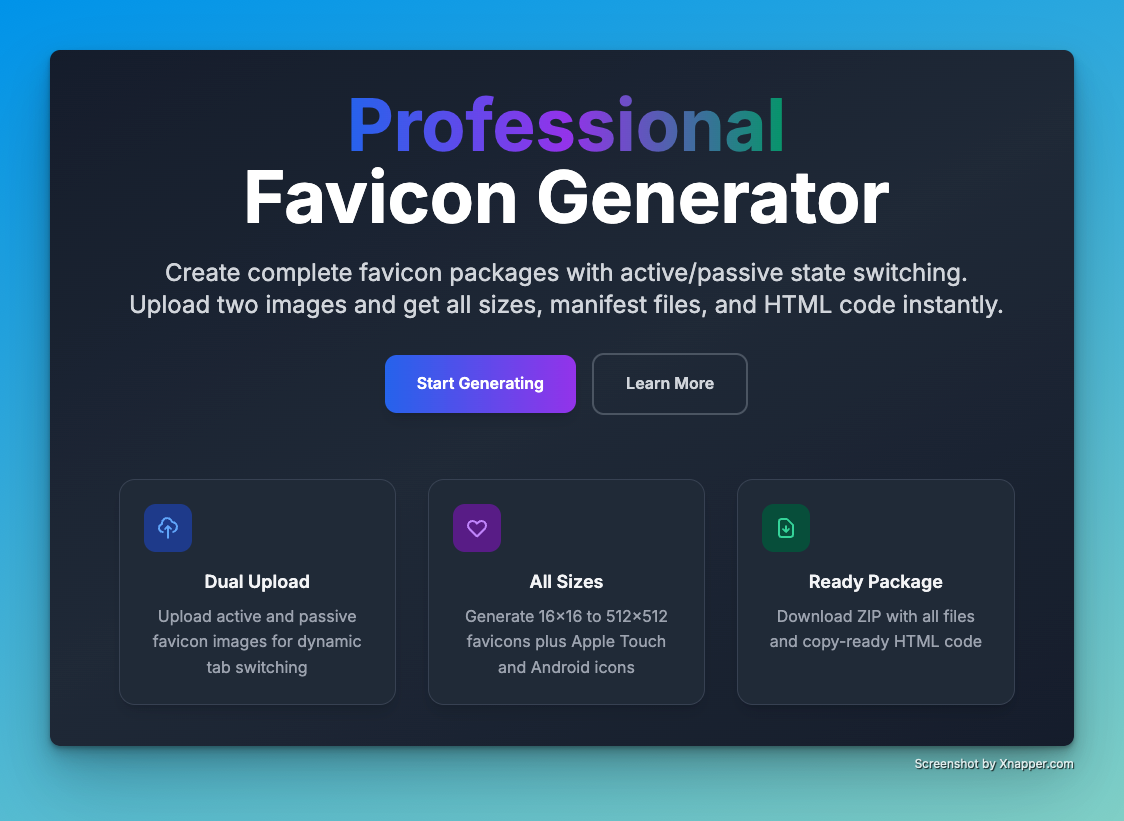 Professional
Favicon Generator
Create complete favicon packages with active/passive state switching.
Upload two images and get all sizes, manifest files, and HTML code instantly.
Start Generating
Learn More
Dual Upload
Upload active and passive
favicon images for dynamic
tab switching
All Sizes
Generate 16×16 to 512×512
favicons plus Apple Touch
and Android icons
Ready Package
Download ZIP with all files
and copy-ready HTML code
Screenshot by Xnapper.com